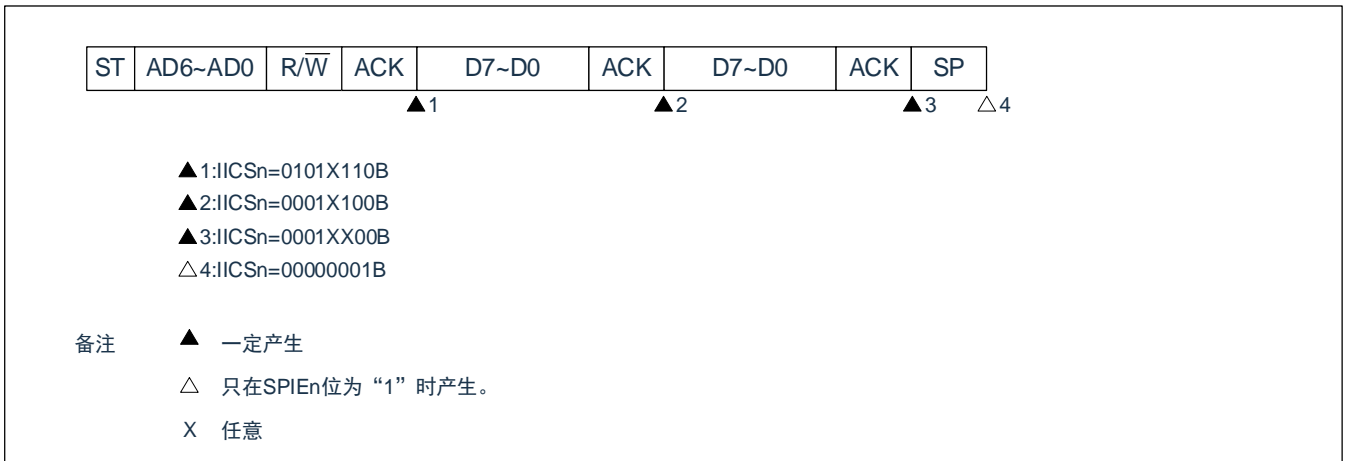 ST AD6~AD0 R/W̅ ACK D7~D0 ACK D7~D0 ACK SP
▲1 ▲2 ▲3 △4
▲1:IICSn=0101X110B
▲2:IICSn=0001X100B
▲3:IICSn=0001XX00B
△4:IICSn=00000001B
备注 ▲ 一定产生
△ 只在SPIEn位为“1”时产生。
X 任意